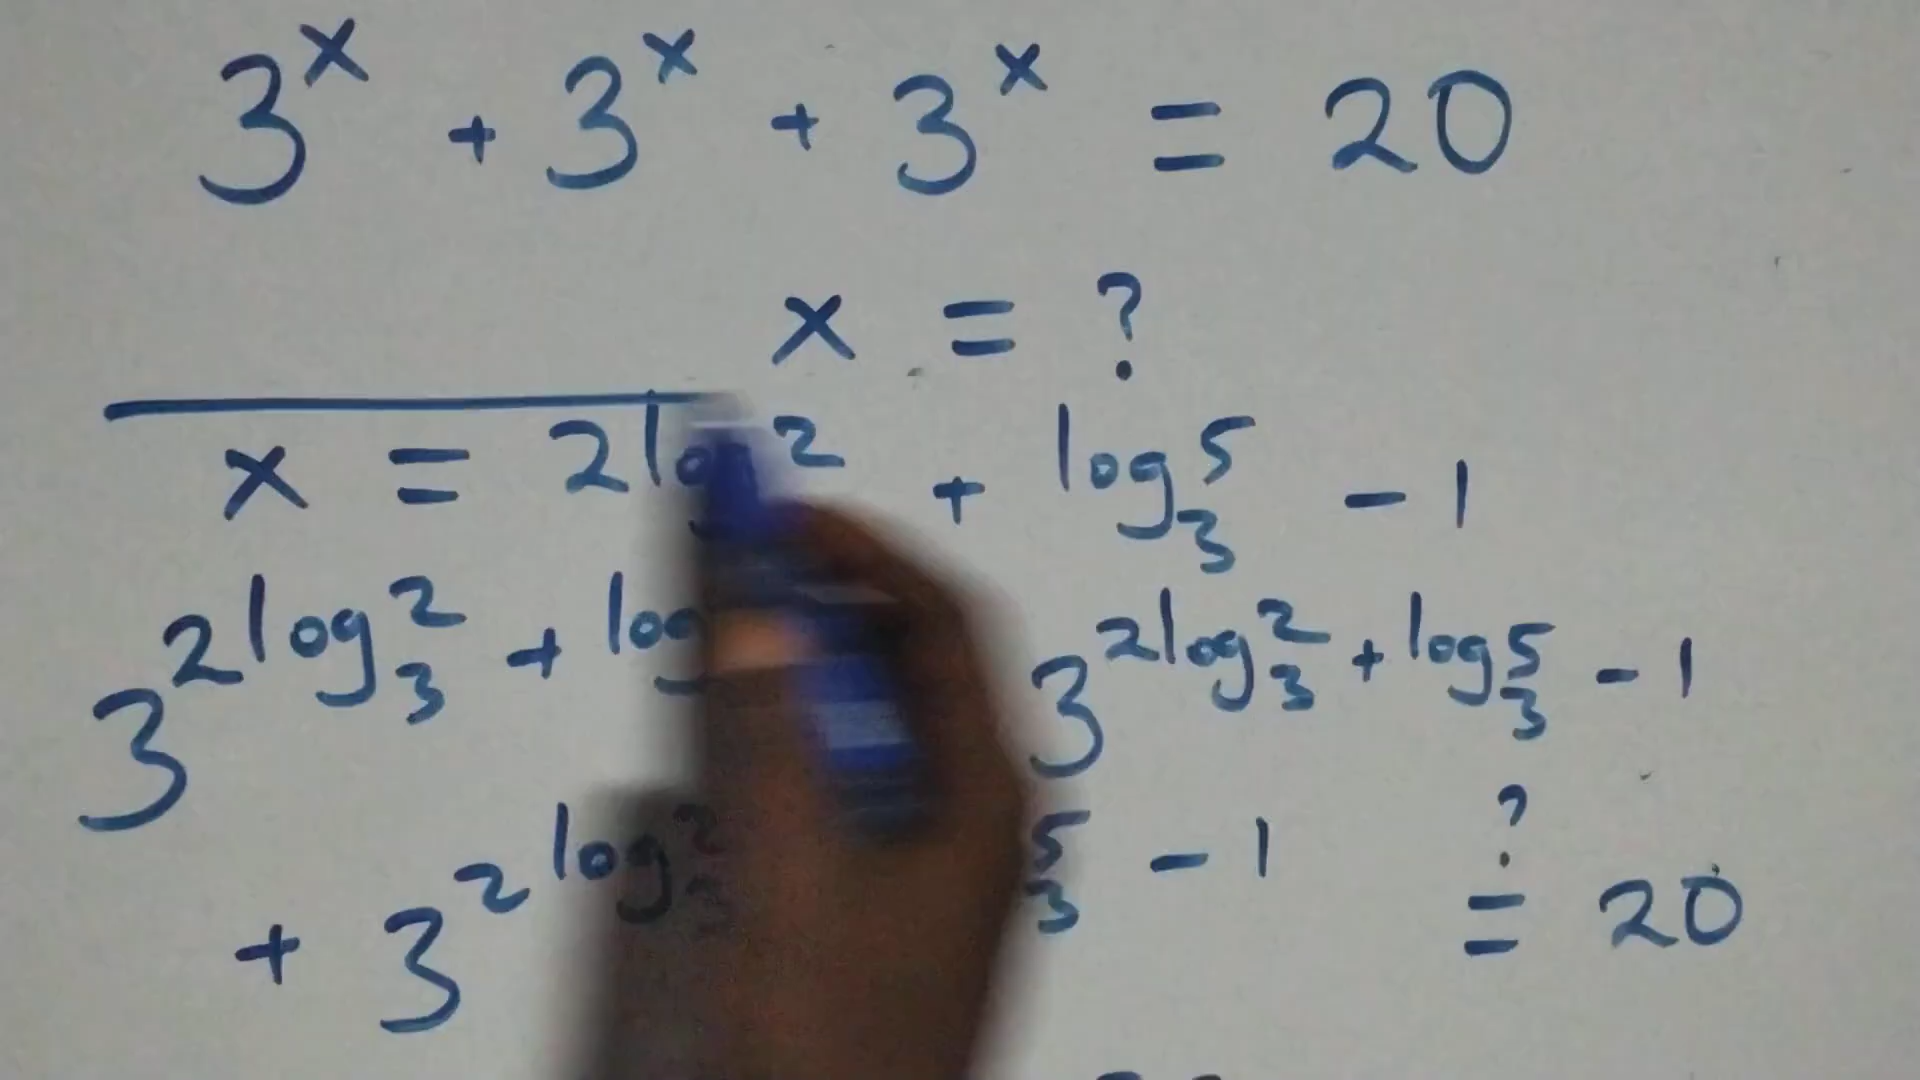 3^x + 3^x + 3^x = 20
x = ?
x = 2log 2 + log_3 5 - 1
3^(2log_3 2 + log 3^(2log_3 2 + log_3 5 - 1)
+ 3^(2log_3 2 5 3 - 1) =? 20